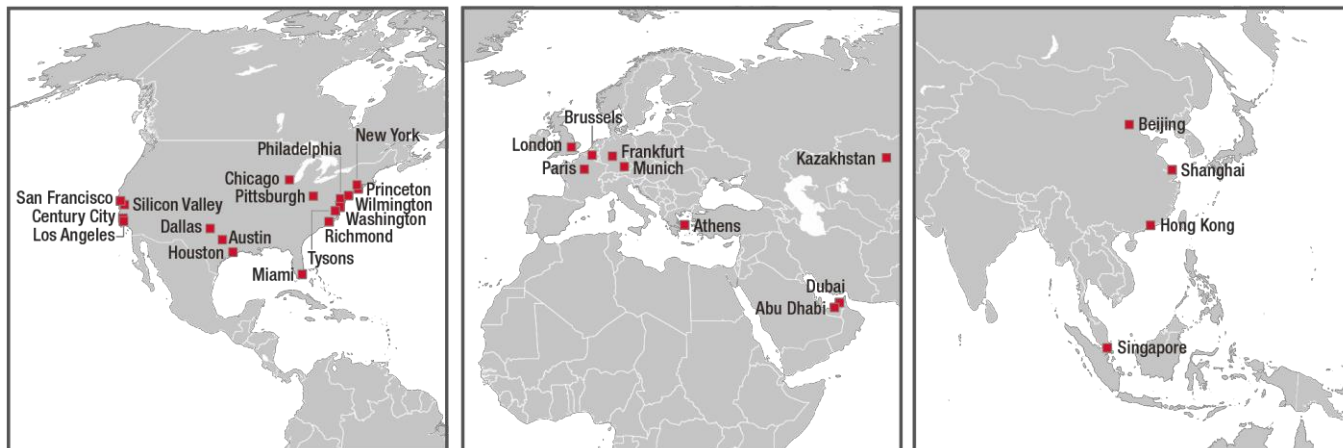 New York
Philadelphia
Chicago
Pittsburgh
Princeton
Wilmington
Washington
Richmond
San Francisco
Silicon Valley
Century City
Los Angeles
Dallas
Austin
Houston
Tysons
Miami
Brussels
London
Frankfurt
Paris
Munich
Kazakhstan
Athens
Dubai
Abu Dhabi
Beijing
Shanghai
Hong Kong
Singapore